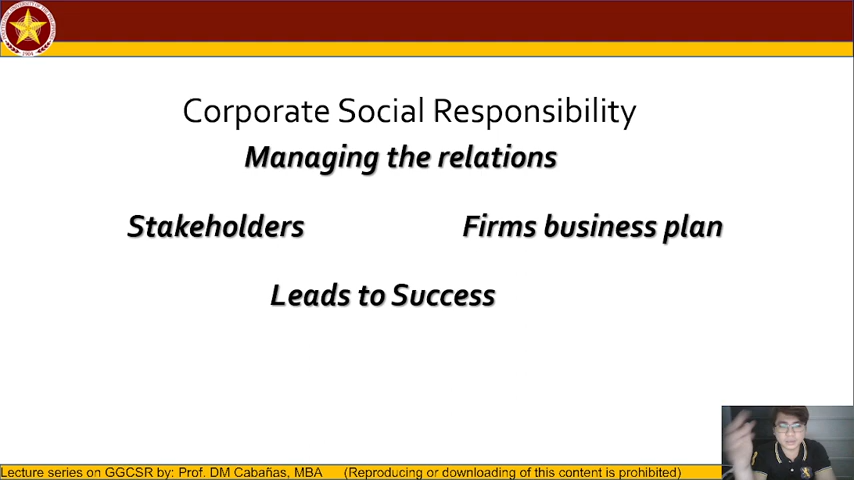 Corporate Social Responsibility
Managing the relations
Stakeholders
Firms business plan
Leads to Success
Lecture series on GGCSR by: Prof. DM Cabañas, MBA (Reproducing or downloading of this content is prohibited)